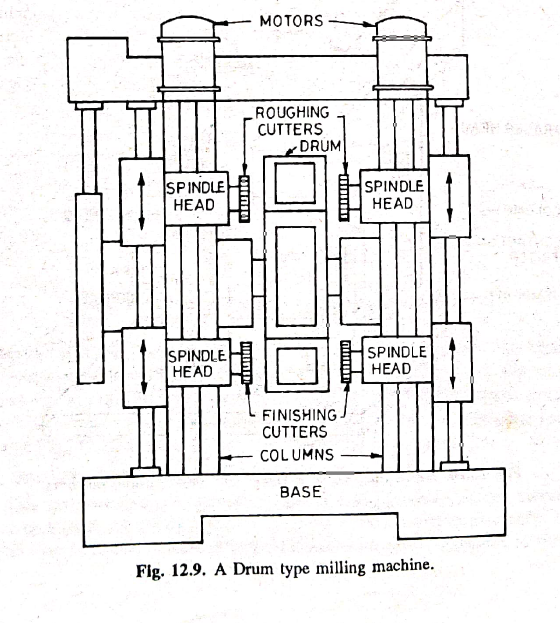 MOTORS
ROUGHING
CUTTERS
DRUM
SPINDLE
HEAD
SPINDLE
HEAD
SPINDLE
HEAD
SPINDLE
HEAD
FINISHING
CUTTERS
COLUMNS
BASE
Fig. 12.9. A Drum type milling machine.